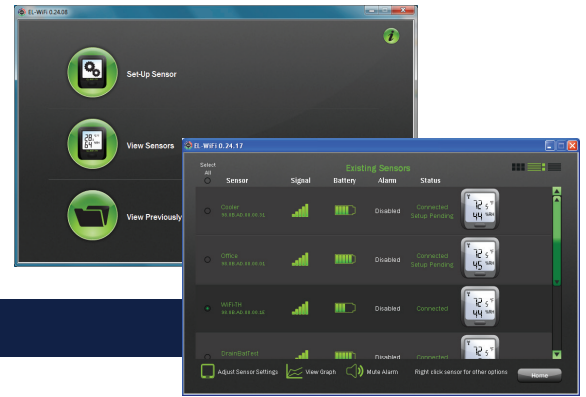 EL-WiFi 0.24.08
Set-Up Sensor
View Sensors
View Previously
EL-WiFi 0.24.17
Select
All
Existing Sensors
Sensor Signal Battery Alarm Status
Cooler
Disabled
Connected
Setup Pending
Office
Disabled
Connected
Setup Pending
WiFi-TH
Disabled
Connected
DrainBatTest
Disabled
Connected
Adjust Sensor Settings View Graph Mute Alarm Right click sensor for other options Home